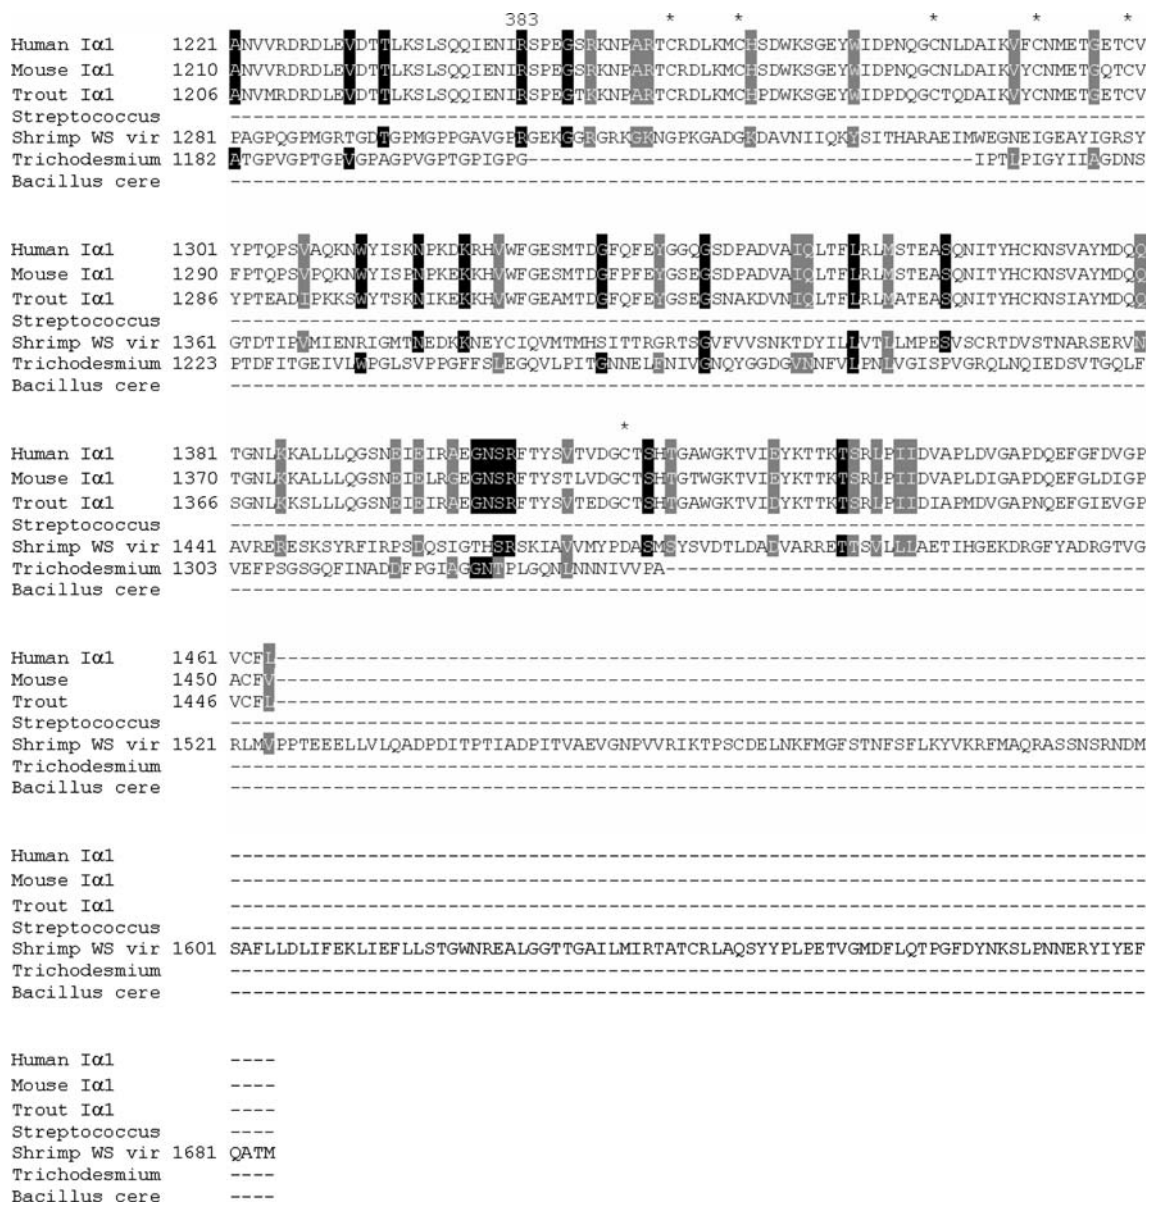 383 * * * * *
Human Iα1 1221 ANVVRDRDLEVDTTLKSLSQQIENIRSPEGSRKNPARTCRDLKMCHSDWKSGEYWIDPNQGCNLDAIKVFCNMETGETCV
Mouse Iα1 1210 ANVVRDRDLEVDTTLKSLSQQIENIRSPEGSRKNPARTCRDLKMCHSDWKSGEYWIDPNQGCNLDAIKVYCNMETGQTCV
Trout Iα1 1206 ANVMRDRDLEVDTTLKSLSQQIENIRSPEGTKKNPARTCRDLKMCHPDWKSGEYWIDPDQGCTQDAIKVYCNMETGETCV
Streptococcus --------------------------------------------------------------------------------
Shrimp WS vir 1281 PAGPQGPMGRTGDTGPMGPPGAVGPRGEKGGRGRKGKNGPKGADGKDAVNIIQKYSITHARAEIMWEGNEIGEAYIGRSY
Trichodesmium 1182 ATGPVGPTGPVGPAGPVGPTGPIGPG---------------------------------------IPTLPIGYIIAGDNS
Bacillus cere --------------------------------------------------------------------------------
Human Iα1 1301 YPTQPSVAQKNWYISKNPKDKRHVWFGESMTDGFQFEYGGQGSDPADVAIQLTFLRLMSTEASQNITYHCKNSVAYMDQQ
Mouse Iα1 1290 FPTQPSVPQKNWYISPNPKEKKHVWFGESMTDGFPFEYGSEGSDPADVAIQLTFLRLMSTEASQNITYHCKNSVAYMDQQ
Trout Iα1 1286 YPTEADIPKKSWYTSKNIKEKKHVWFGEAMTDGFQFEYGSEGSNAKDVNIQLTFLRLMATEASQNITYHCKNSIAYMDQQ
Streptococcus --------------------------------------------------------------------------------
Shrimp WS vir 1361 GTDTIPVMIENRIGMTNEDKKNEYCIQVMTMHSITTRGRTSGVFVVSNKTDYILLVTLLMPESVSCRTDVSTNARSERVN
Trichodesmium 1223 PTDFITGEIVLWPGLSVPPGFFSLEGQVLPITGNNELFNIVGNQYGGDGVNNFVLPNLVGISPVGRQLNQIEDSVTGQLF
Bacillus cere --------------------------------------------------------------------------------
*
Human Iα1 1381 TGNLKKALLLQGSNEIEIRAEGNSRFTYSVTVDGCTSHTGAWGKTVIEYKTTKTSRLPIIDVAPLDVGAPDQEFGFDVGP
Mouse Iα1 1370 TGNLKKALLLQGSNEIELRGEGNSRFTYSTLVDGCTSHTGTWGKTVIEYKTTKTSRLPIIDVAPLDIGAPDQEFGLDIGP
Trout Iα1 1366 SGNLKKSLLLQGSNEIEIRAEGNSRFTYSVTEDGCTSHTGAWGKTVIDYKTTKTSRLPIIDIAPMDVGAPNQEFGIEVGP
Streptococcus --------------------------------------------------------------------------------
Shrimp WS vir 1441 AVRERESKSYRFIRPSDQSIGTHSRSKIAVVMYPDASMSYSVDTLDADVARRETTSVLLLAETIHGEKDRGFYADRGTVG
Trichodesmium 1303 VEFPSGSGQFINADDFPGIAGGNTPLGQNLNNNIVVPA------------------------------------------
Bacillus cere --------------------------------------------------------------------------------
Human Iα1 1461 VCFL----------------------------------------------------------------------------
Mouse 1450 ACFV----------------------------------------------------------------------------
Trout 1446 VCFL----------------------------------------------------------------------------
Streptococcus --------------------------------------------------------------------------------
Shrimp WS vir 1521 RLMVPPTEEELLVLQADPDITPTIADPITVAEVGNPVVRIKTPSCDELNKFMGFSTNFSFLKYVKRFMAQRASSNSRNDM
Trichodesmium --------------------------------------------------------------------------------
Bacillus cere --------------------------------------------------------------------------------
Human Iα1 --------------------------------------------------------------------------------
Mouse Iα1 --------------------------------------------------------------------------------
Trout Iα1 --------------------------------------------------------------------------------
Streptococcus --------------------------------------------------------------------------------
Shrimp WS vir 1601 SAFLLDLIFEKLIEFLLSTGWNREALGGTTGAILMIRTATCRLAQSYYPLPETVGMDFLQTPGFDYNKSLPNNERYIYEF
Trichodesmium --------------------------------------------------------------------------------
Bacillus cere --------------------------------------------------------------------------------
Human Iα1 ----
Mouse Iα1 ----
Trout Iα1 ----
Streptococcus ----
Shrimp WS vir 1681 QATM
Trichodesmium ----
Bacillus cere ----